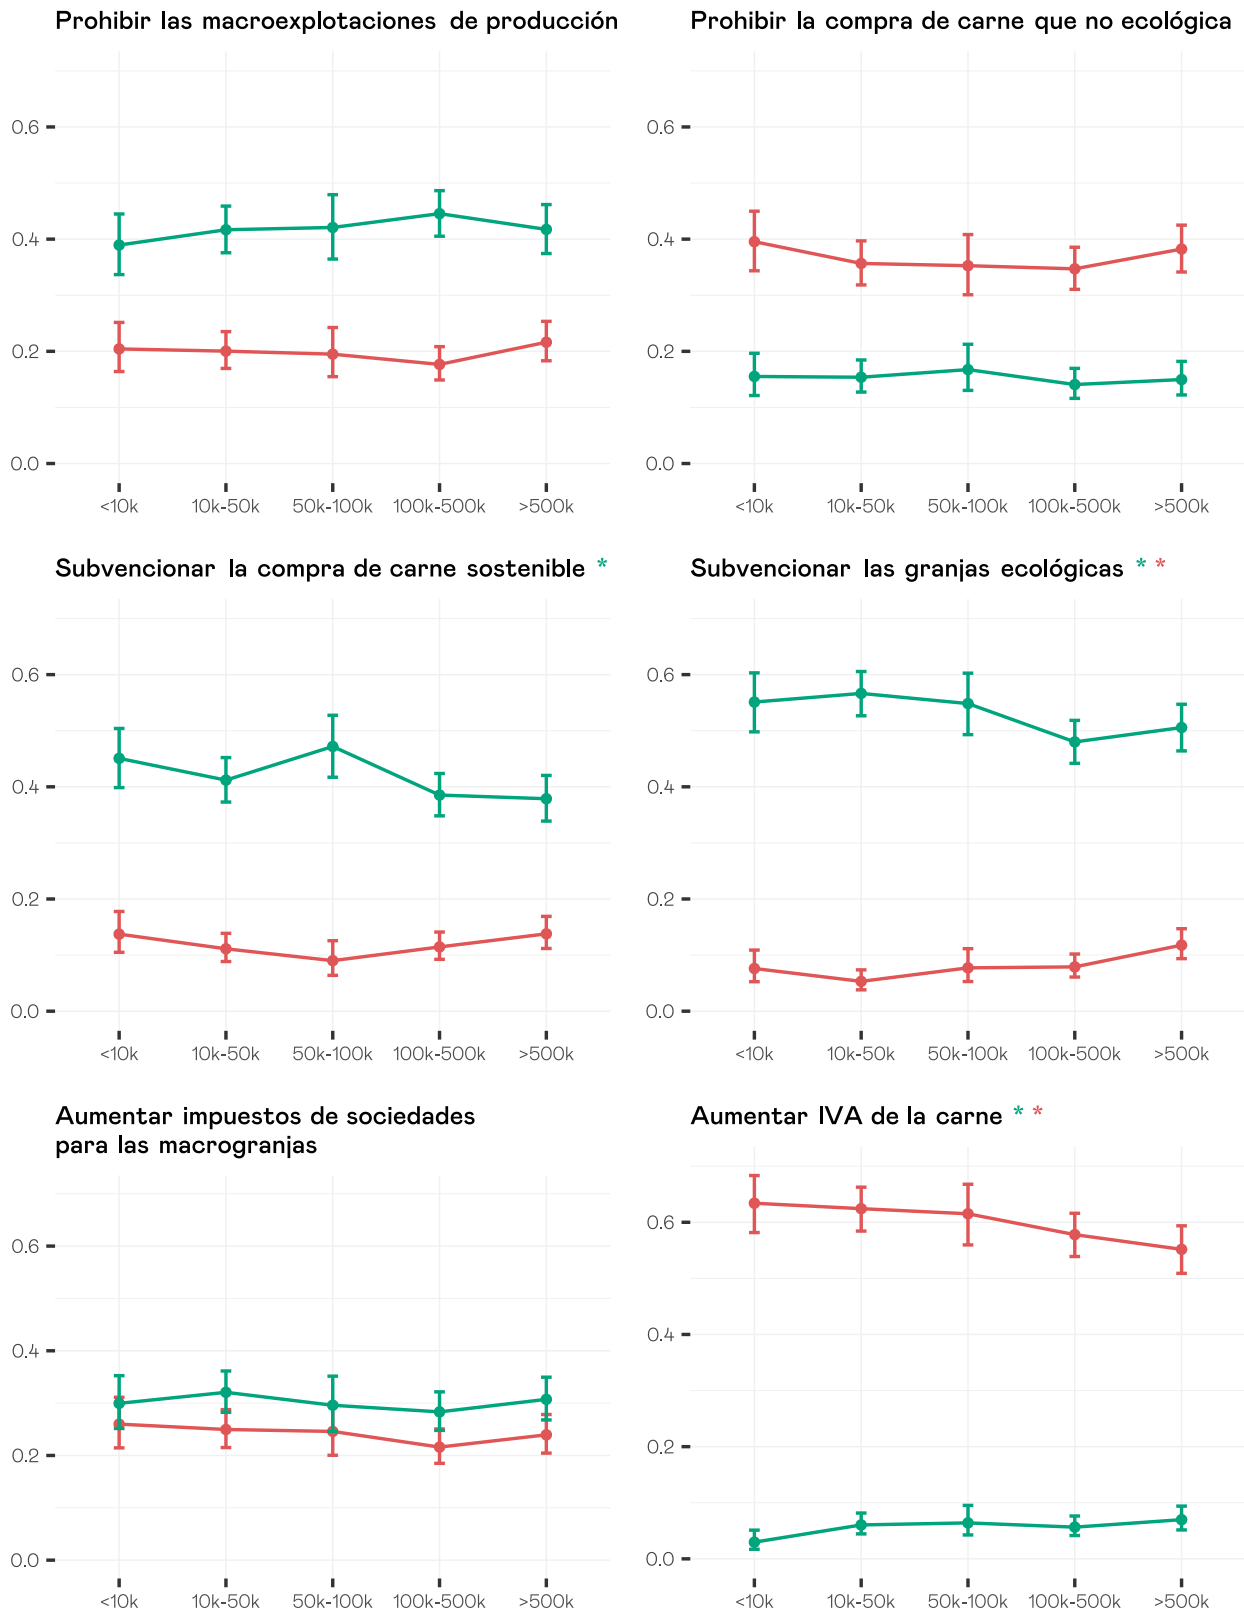 Prohibir las macroexplotaciones de producción
0.6
0.4
0.2
0.0
<10k 10k-50k 50k-100k 100k-500k >500k
Prohibir la compra de carne que no ecológica
0.6
0.4
0.2
0.0
<10k 10k-50k 50k-100k 100k-500k >500k
Subvencionar la compra de carne sostenible *
0.6
0.4
0.2
0.0
<10k 10k-50k 50k-100k 100k-500k >500k
Subvencionar las granjas ecológicas * *
0.6
0.4
0.2
0.0
<10k 10k-50k 50k-100k 100k-500k >500k
Aumentar impuestos de sociedades
para las macrogranjas
0.6
0.4
0.2
0.0
<10k 10k-50k 50k-100k 100k-500k >500k
Aumentar IVA de la carne * *
0.6
0.4
0.2
0.0
<10k 10k-50k 50k-100k 100k-500k >500k